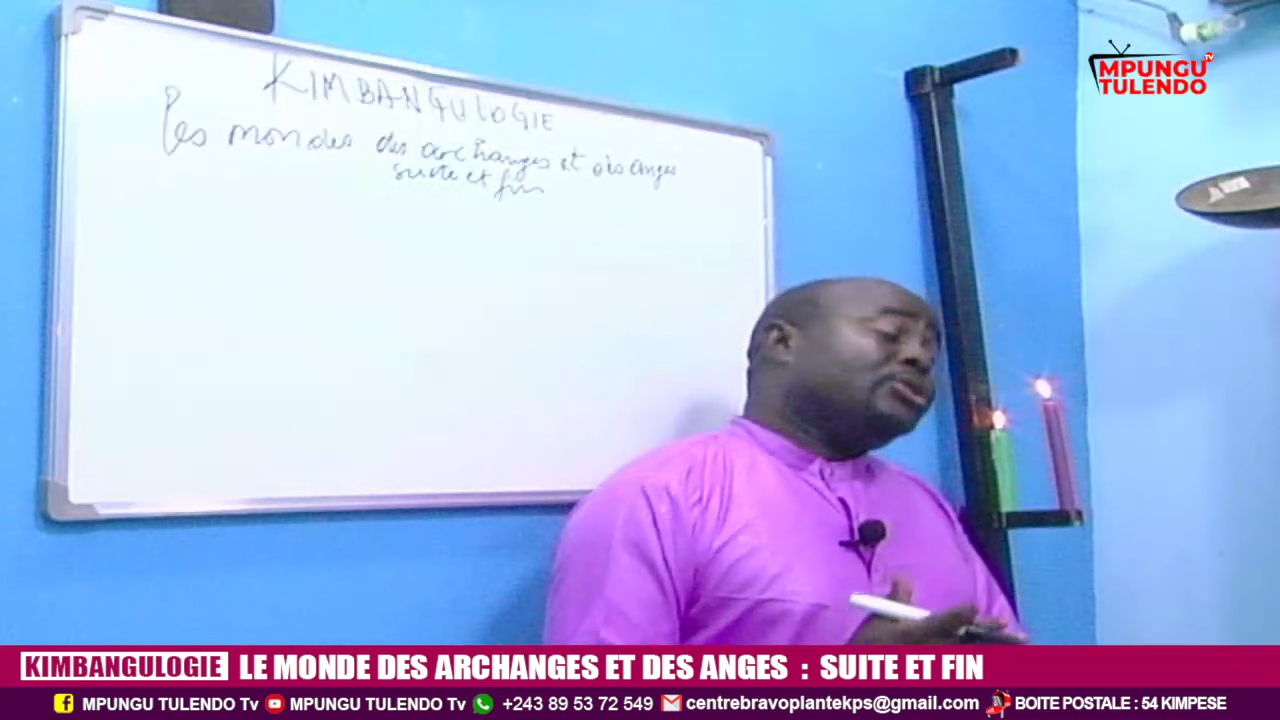 KIMBANGULOGIE
Les mondes des archanges et des anges
suite et fin
MPUNGU TV
TULENDO
KIMBANGULOGIE LE MONDE DES ARCHANGES ET DES ANGES : SUITE ET FIN
MPUNGU TULENDO Tv MPUNGU TULENDO Tv +243 89 53 72 549 centrebravoplantekps@gmail.com BOITE POSTALE : 54 KIMPESE